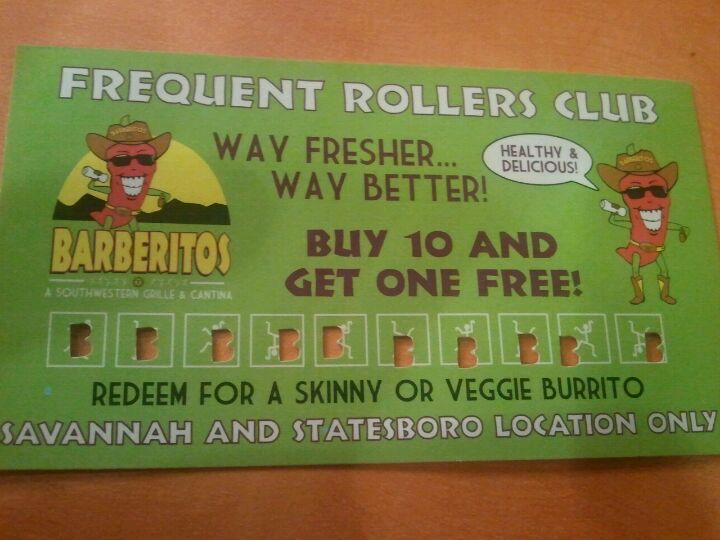 FREQUENT ROLLERS CLUB
WAY FRESHER...
WAY BETTER!
HEALTHY &
DELICIOUS!
BARBERITOS
A SOUTHWESTERN GRILLE & CANTINA
BUY 10 AND
GET ONE FREE!
REDEEM FOR A SKINNY OR VEGGIE BURRITO
SAVANNAH AND STATESBORO LOCATION ONLY